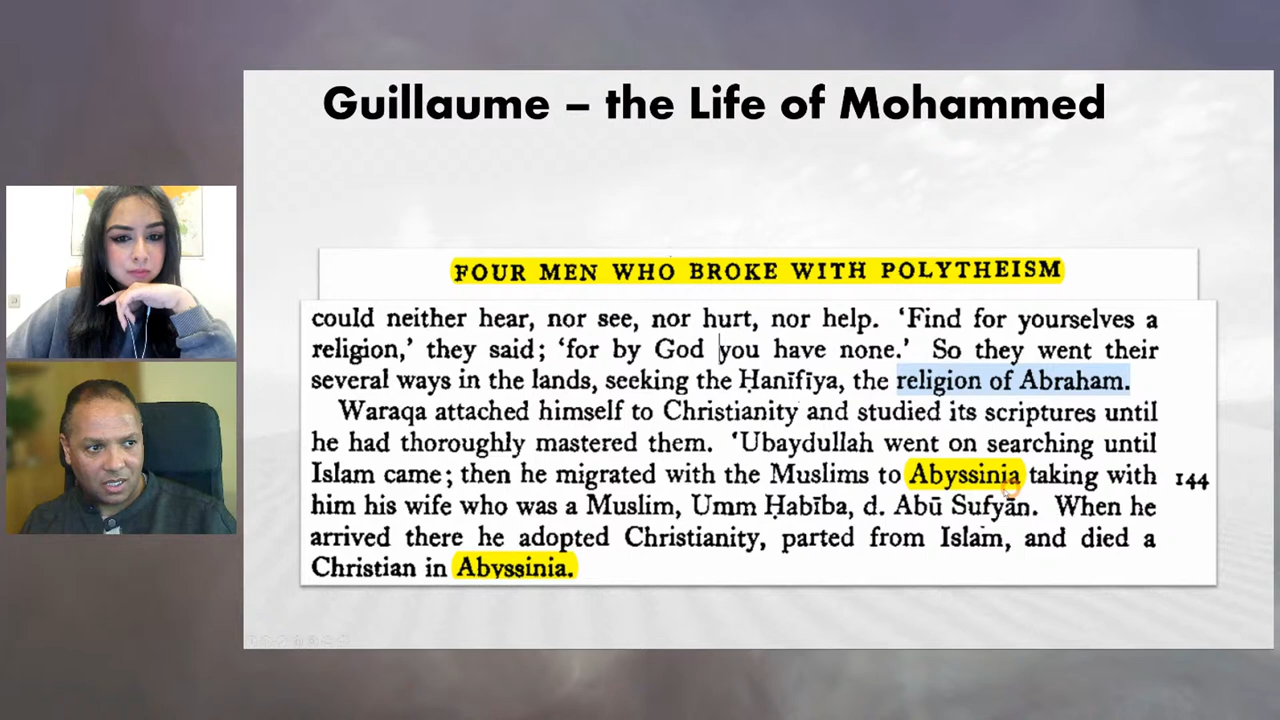 Guillaume – the Life of Mohammed
FOUR MEN WHO BROKE WITH POLYTHEISM
could neither hear, nor see, nor hurt, nor help. ‘Find for yourselves a
religion,’ they said; ‘for by God you have none.’ So they went their
several ways in the lands, seeking the Ḥanīfīya, the religion of Abraham.
Waraqa attached himself to Christianity and studied its scriptures until
he had thoroughly mastered them. ‘Ubaydullah went on searching until
Islam came; then he migrated with the Muslims to Abyssinia taking with 144
him his wife who was a Muslim, Umm Ḥabība, d. Abū Sufyān. When he
arrived there he adopted Christianity, parted from Islam, and died a
Christian in Abyssinia.